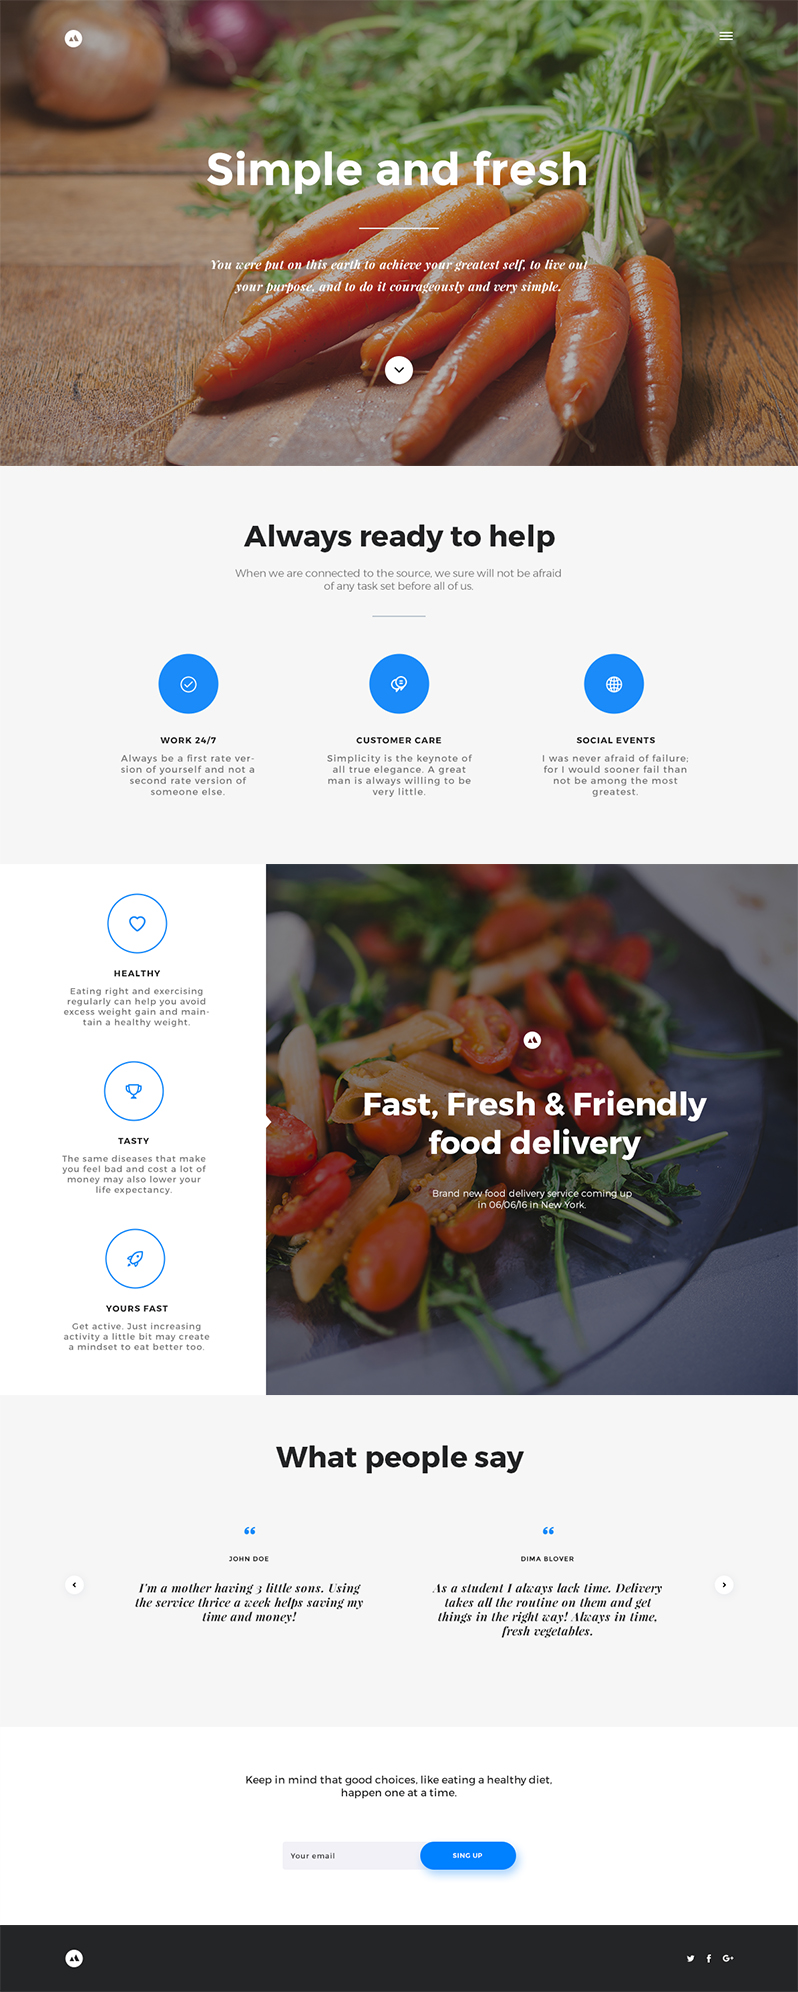 Simple and fresh
You were put on this earth to achieve your greatest self, to live out
your purpose, and to do it courageously and very simple.
Always ready to help
When we are connected to the source, we sure will not be afraid
of any task set before all of us.
WORK 24/7
Always be a first rate ver-
sion of yourself and not a
second rate version of
someone else.
CUSTOMER CARE
Simplicity is the keynote of
all true elegance. A great
man is always willing to be
very little.
SOCIAL EVENTS
I was never afraid of failure;
for I would sooner fail than
not be among the most
greatest.
HEALTHY
Eating right and exercising
regularly can help you avoid
excess weight gain and main-
tain a healthy weight.
TASTY
The same diseases that make
you feel bad and cost a lot of
money may also lower your
life expectancy.
YOURS FAST
Get active. Just increasing
activity a little bit may create
a mindset to eat better too.
Fast, Fresh & Friendly
food delivery
Brand new food delivery service coming up
in 06/06/16 in New York.
What people say
“
JOHN DOE
I'm a mother having 3 little sons. Using
the service thrice a week helps saving my
time and money!
“
DIMA BLOVER
As a student I always lack time. Delivery
takes all the routine on them and get
things in the right way! Always in time,
fresh vegetables.
Keep in mind that good choices, like eating a healthy diet,
happen one at a time.
Your email
SING UP
G+